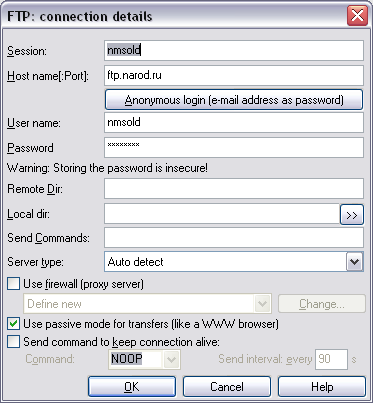 FTP: connection details
Session: nmsold
Host name[:Port]: ftp.narod.ru
Anonymous login (e-mail address as password)
User name: nmsold
Password ********
Warning: Storing the password is insecure!
Remote Dir:
Local dir: >>
Send Commands:
Server type: Auto detect
Use firewall (proxy server)
Define new Change...
Use passive mode for transfers (like a WWW browser)
Send command to keep connection alive:
Command: NOOP Send interval: every 90 s
OK Cancel Help